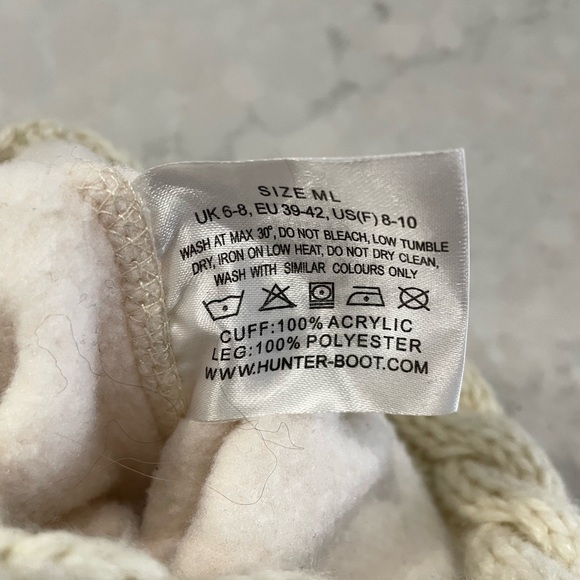 SIZE ML
UK 6-8, EU 39-42, US(F) 8-10
WASH AT MAX 30°, DO NOT BLEACH, LOW TUMBLE
DRY, IRON ON LOW HEAT, DO NOT DRY CLEAN,
WASH WITH SIMILAR COLOURS ONLY
CUFF:100% ACRYLIC
LEG:100% POLYESTER
WWW.HUNTER-BOOT.COM